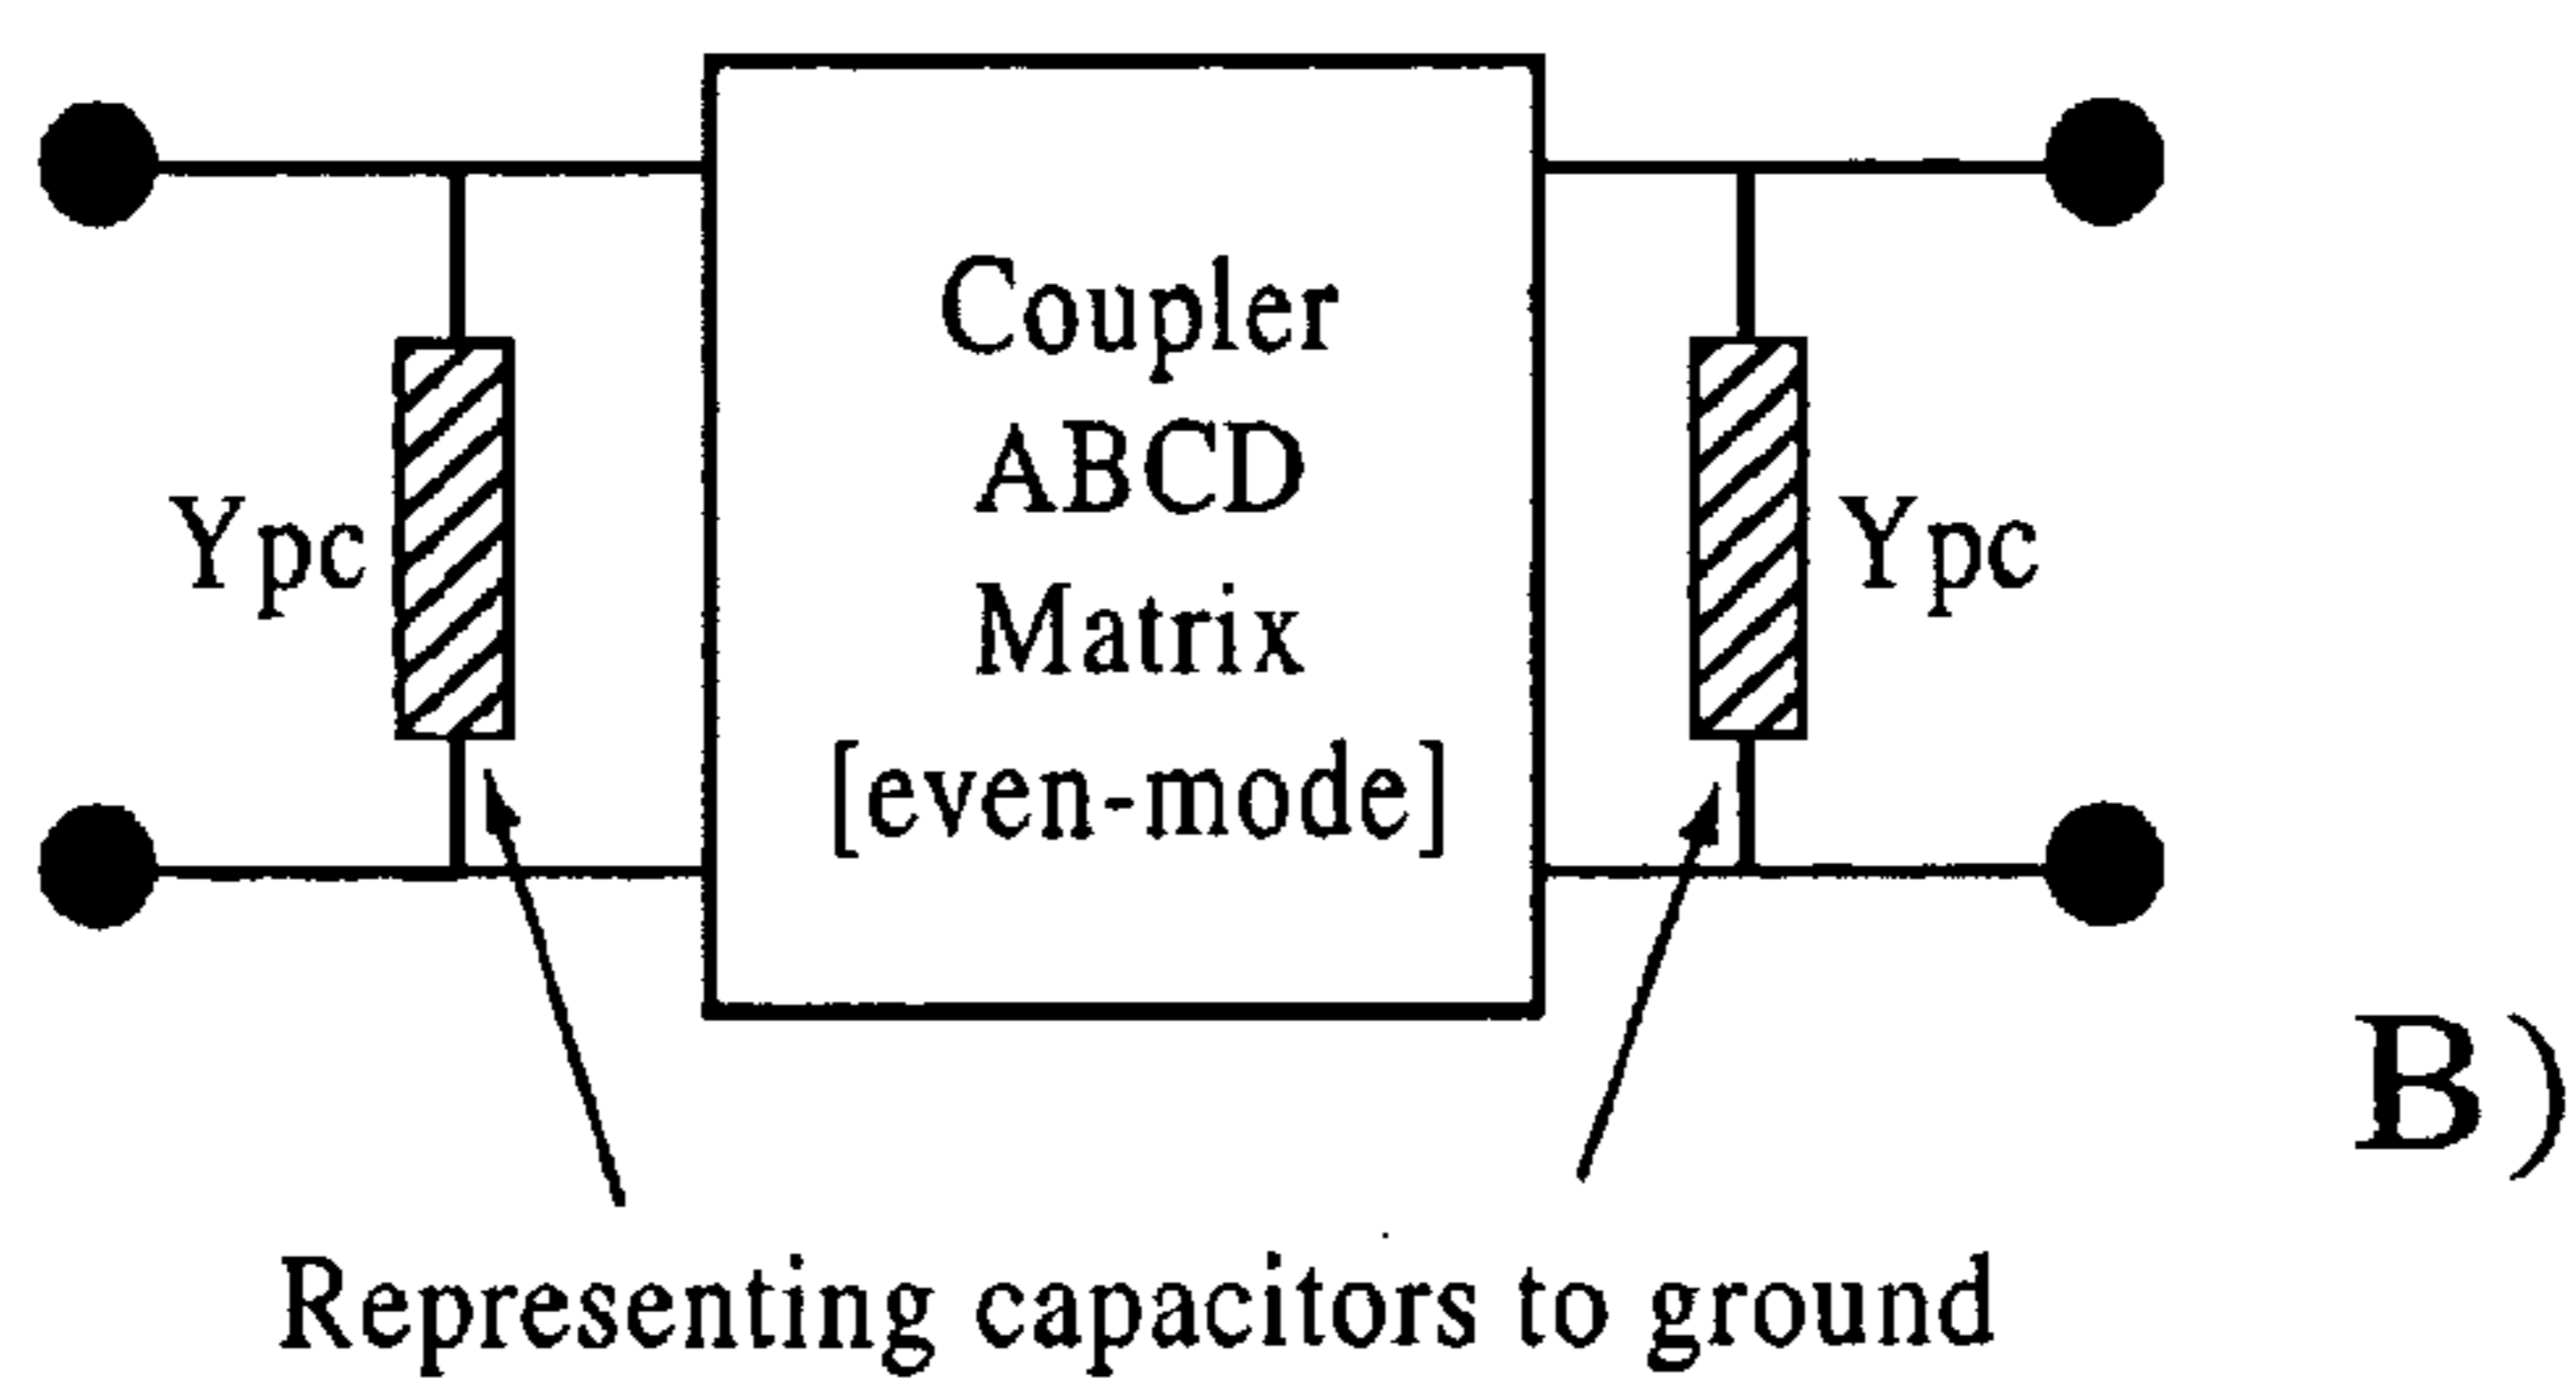 Coupler
ABCD
Matrix
[even-mode]
Ypc
Ypc
B)
Representing capacitors to ground